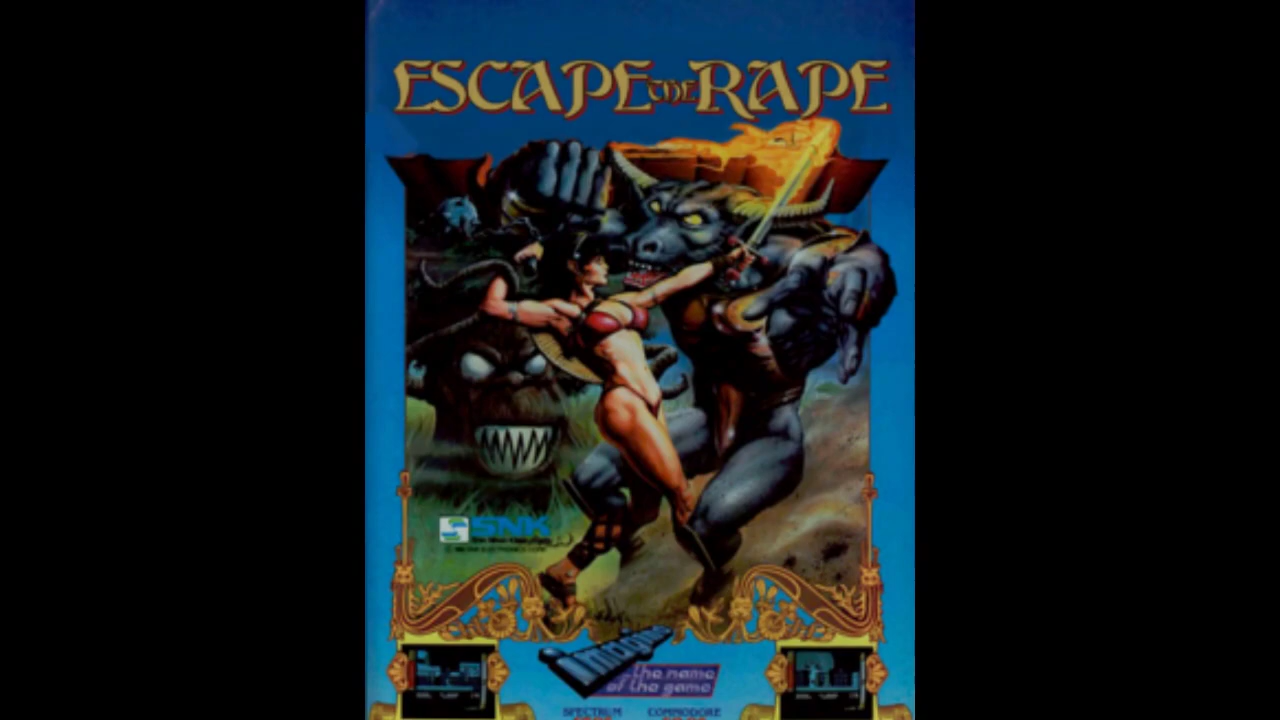 ESCAPE THE RAPE
SNK
imagine
...the name
of the game
SPECTRUM COMMODORE